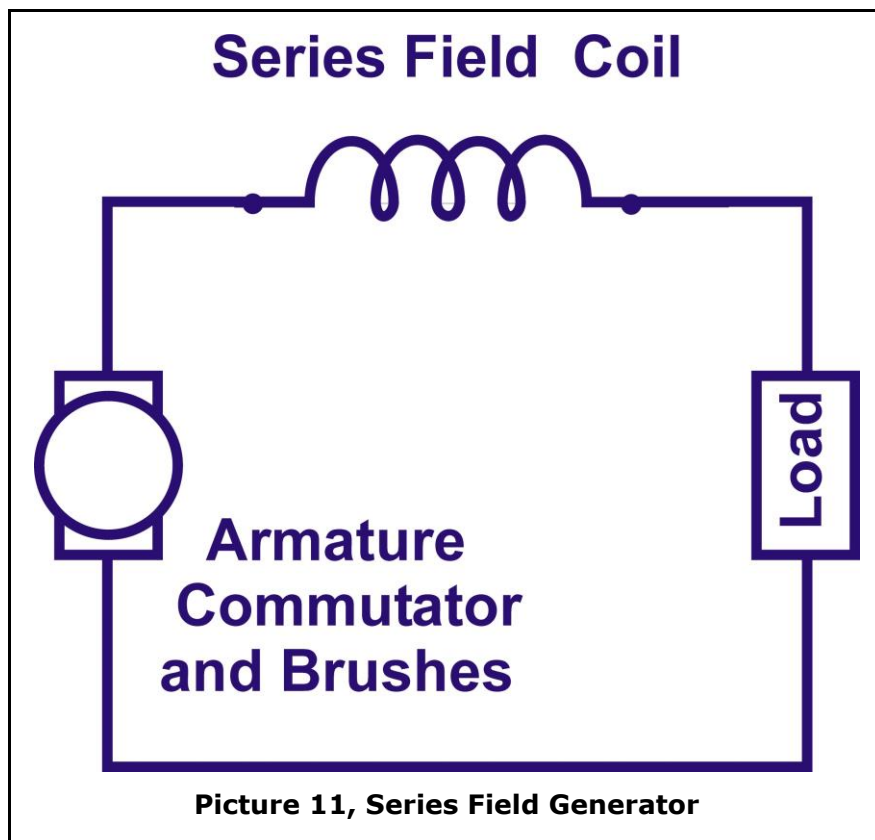 Series Field Coil
Load
Armature
Commutator
and Brushes
Picture 11, Series Field Generator